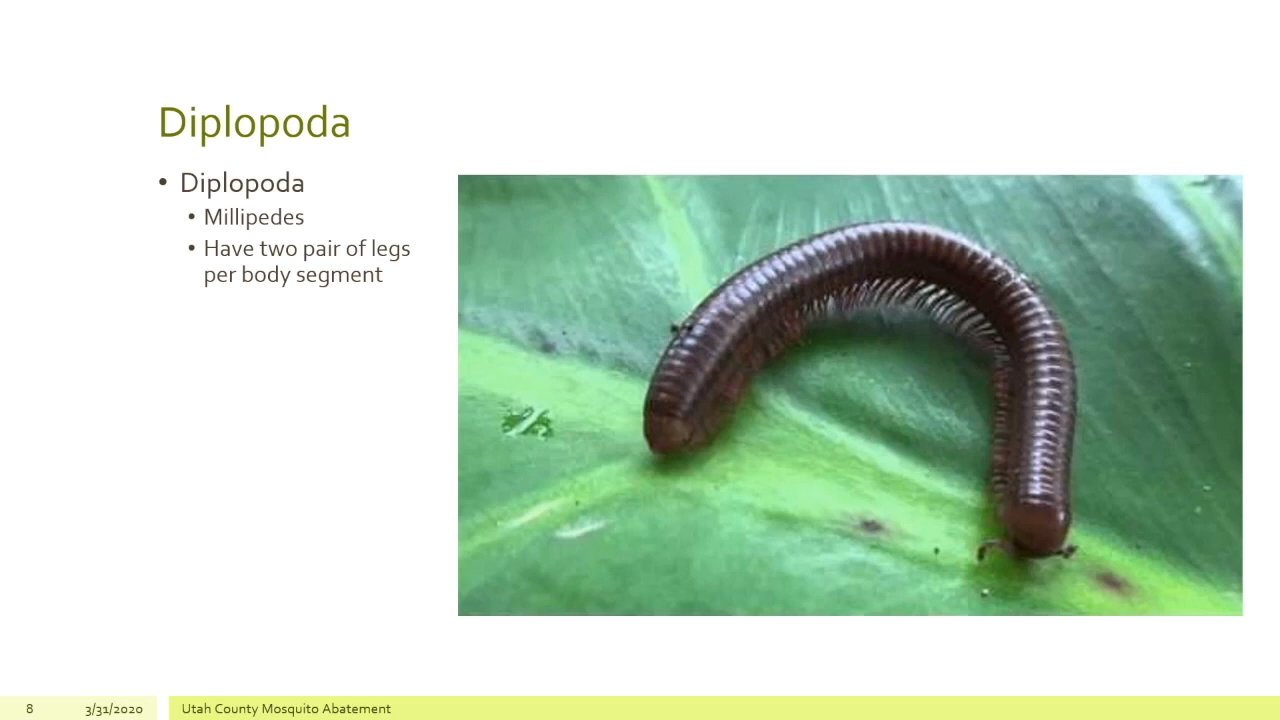 Diplopoda
• Diplopoda
• Millipedes
• Have two pair of legs
per body segment
8 3/31/2020 Utah County Mosquito Abatement